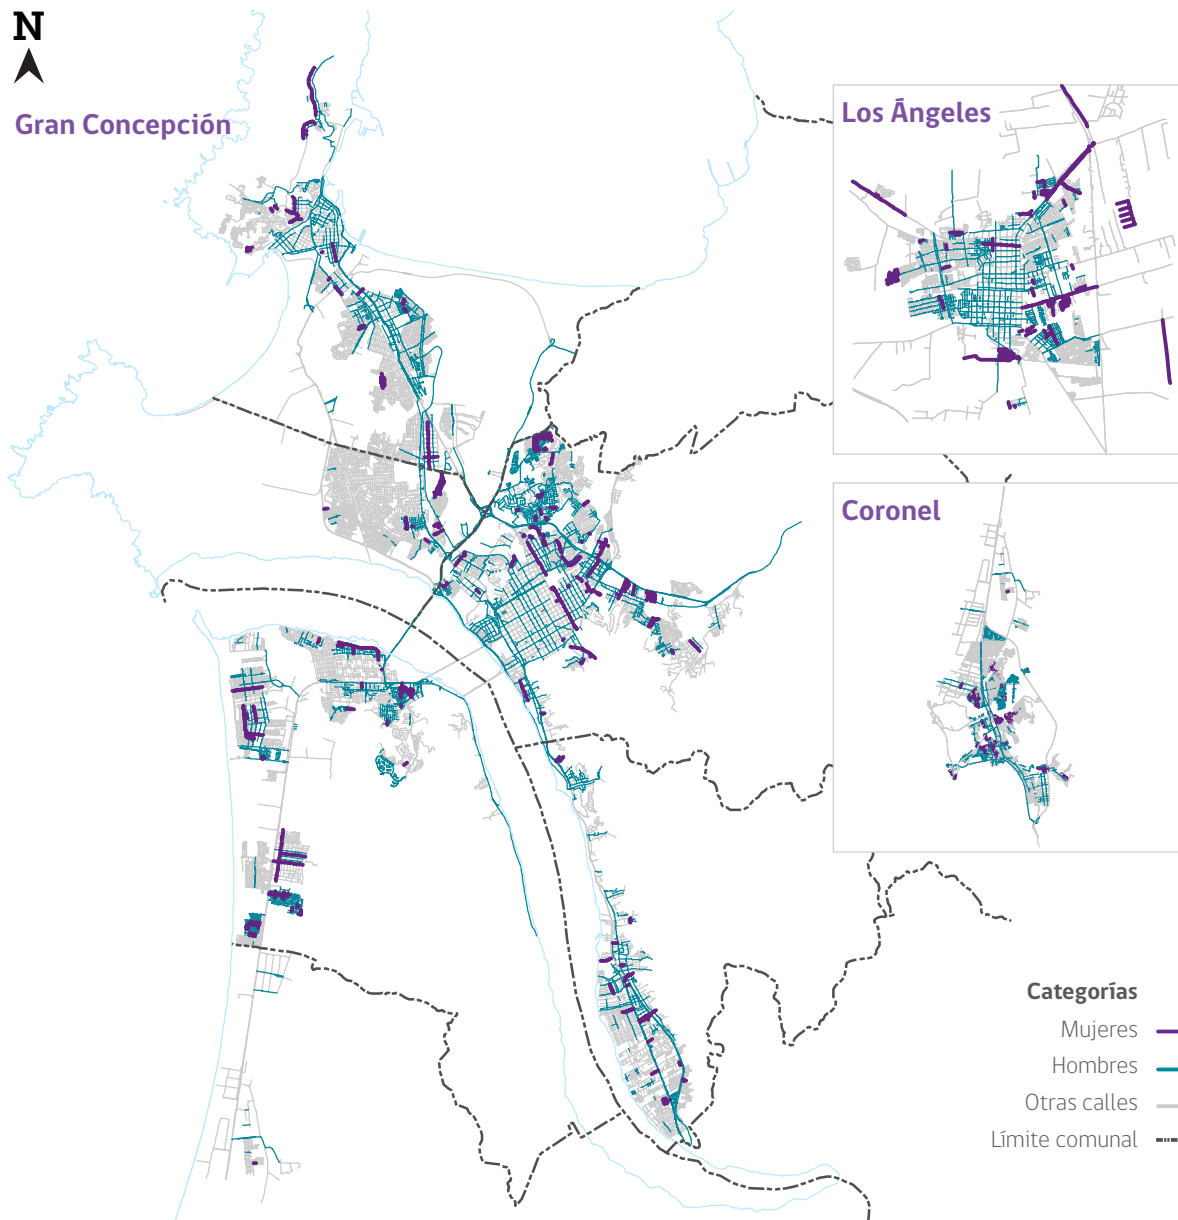 N
Gran Concepción
Los Ángeles
Coronel
Categorías
Mujeres
Hombres
Otras calles
Límite comunal